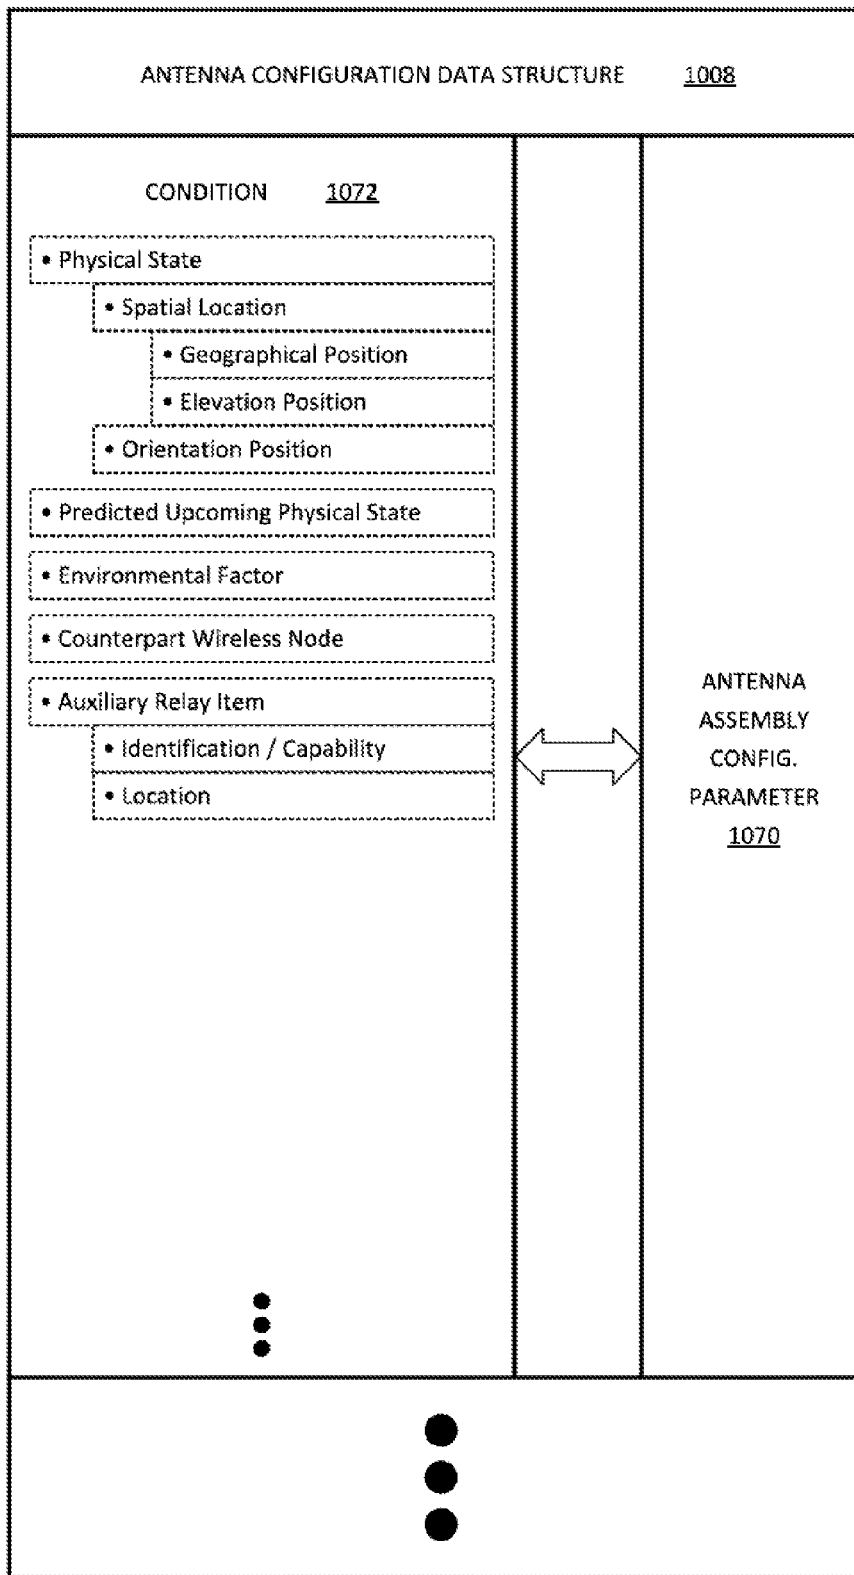 ANTENNA CONFIGURATION DATA STRUCTURE 1008
CONDITION 1072
• Physical State
• Spatial Location
• Geographical Position
• Elevation Position
• Orientation Position
• Predicted Upcoming Physical State
• Environmental Factor
• Counterpart Wireless Node
• Auxiliary Relay Item
• Identification / Capability
• Location
ANTENNA
ASSEMBLY
CONFIG.
PARAMETER
1070